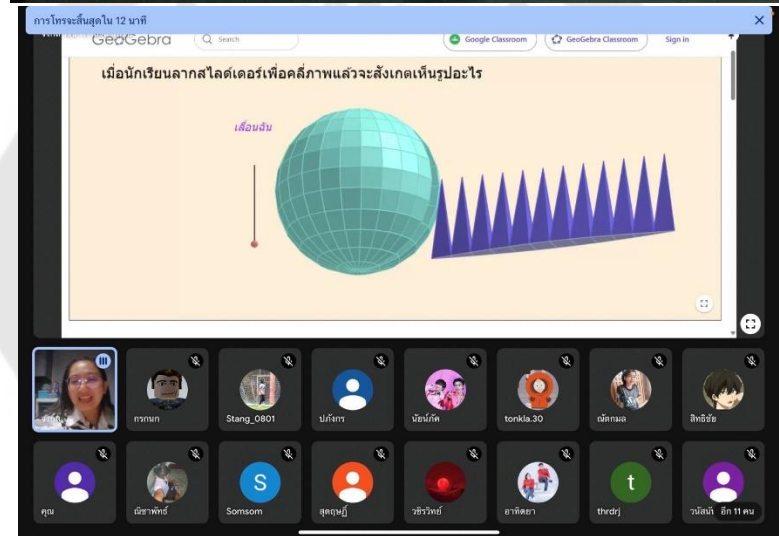 การโทรจะสิ้นสุดใน 12 นาที
GeoGebra
Search
Google Classroom
GeoGebra Classroom
Sign in
เมื่อนักเรียนลากสไลด์เดอร์เพื่อคลี่ภาพแล้วจะสังเกตเห็นรูปอะไร
เลื่อนฉัน
กรกนก
Stang_0801
ปภังกร
นัยน์ภัค
tonkla.30
ณัดกมล
สิทธิชัย
คุณ
ณิชาพัทธ์
Somsom
สุดฤษฎิ์
วชิรวิทย์
อาทิตยา
thrdrj
วนัสนั
อีก 11 คน